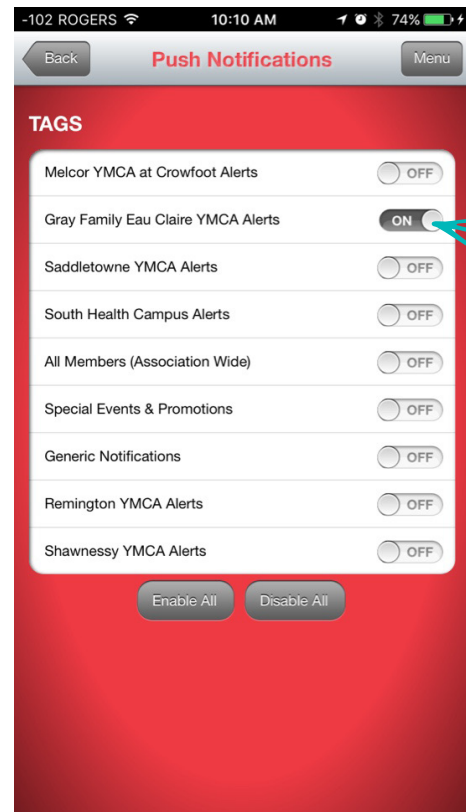 -102 ROGERS 10:10 AM 74%
Back Push Notifications Menu
TAGS
Melcor YMCA at Crowfoot Alerts OFF
Gray Family Eau Claire YMCA Alerts ON
Saddletowne YMCA Alerts OFF
South Health Campus Alerts OFF
All Members (Association Wide) OFF
Special Events & Promotions OFF
Generic Notifications OFF
Remington YMCA Alerts OFF
Shawnessy YMCA Alerts OFF
Enable All Disable All